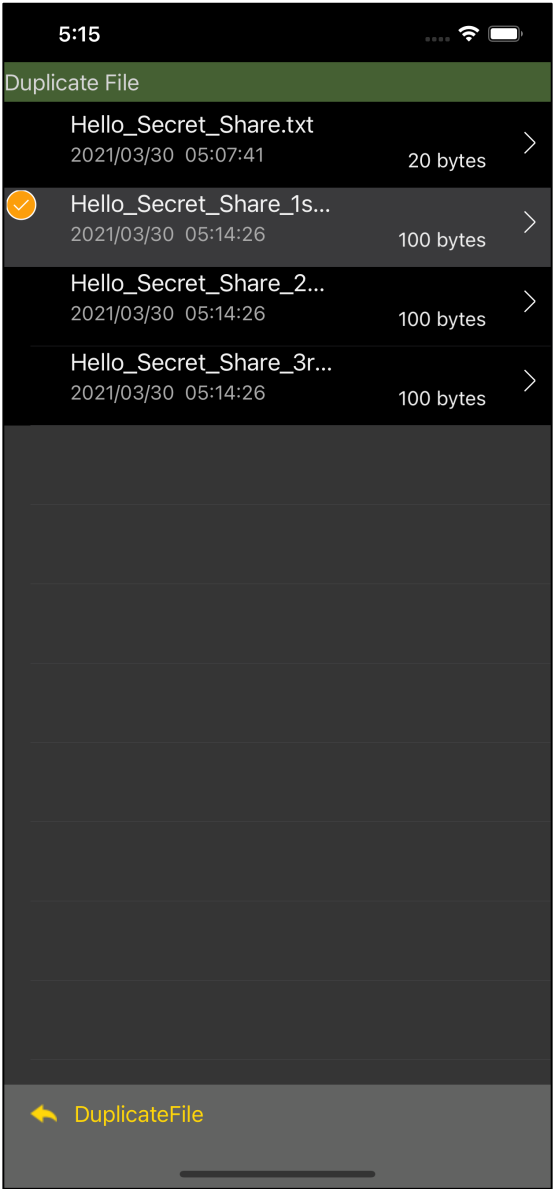 5:15
Duplicate File
Hello_Secret_Share.txt
2021/03/30 05:07:41
20 bytes
Hello_Secret_Share_1s...
2021/03/30 05:14:26
100 bytes
Hello_Secret_Share_2...
2021/03/30 05:14:26
100 bytes
Hello_Secret_Share_3r...
2021/03/30 05:14:26
100 bytes
DuplicateFile